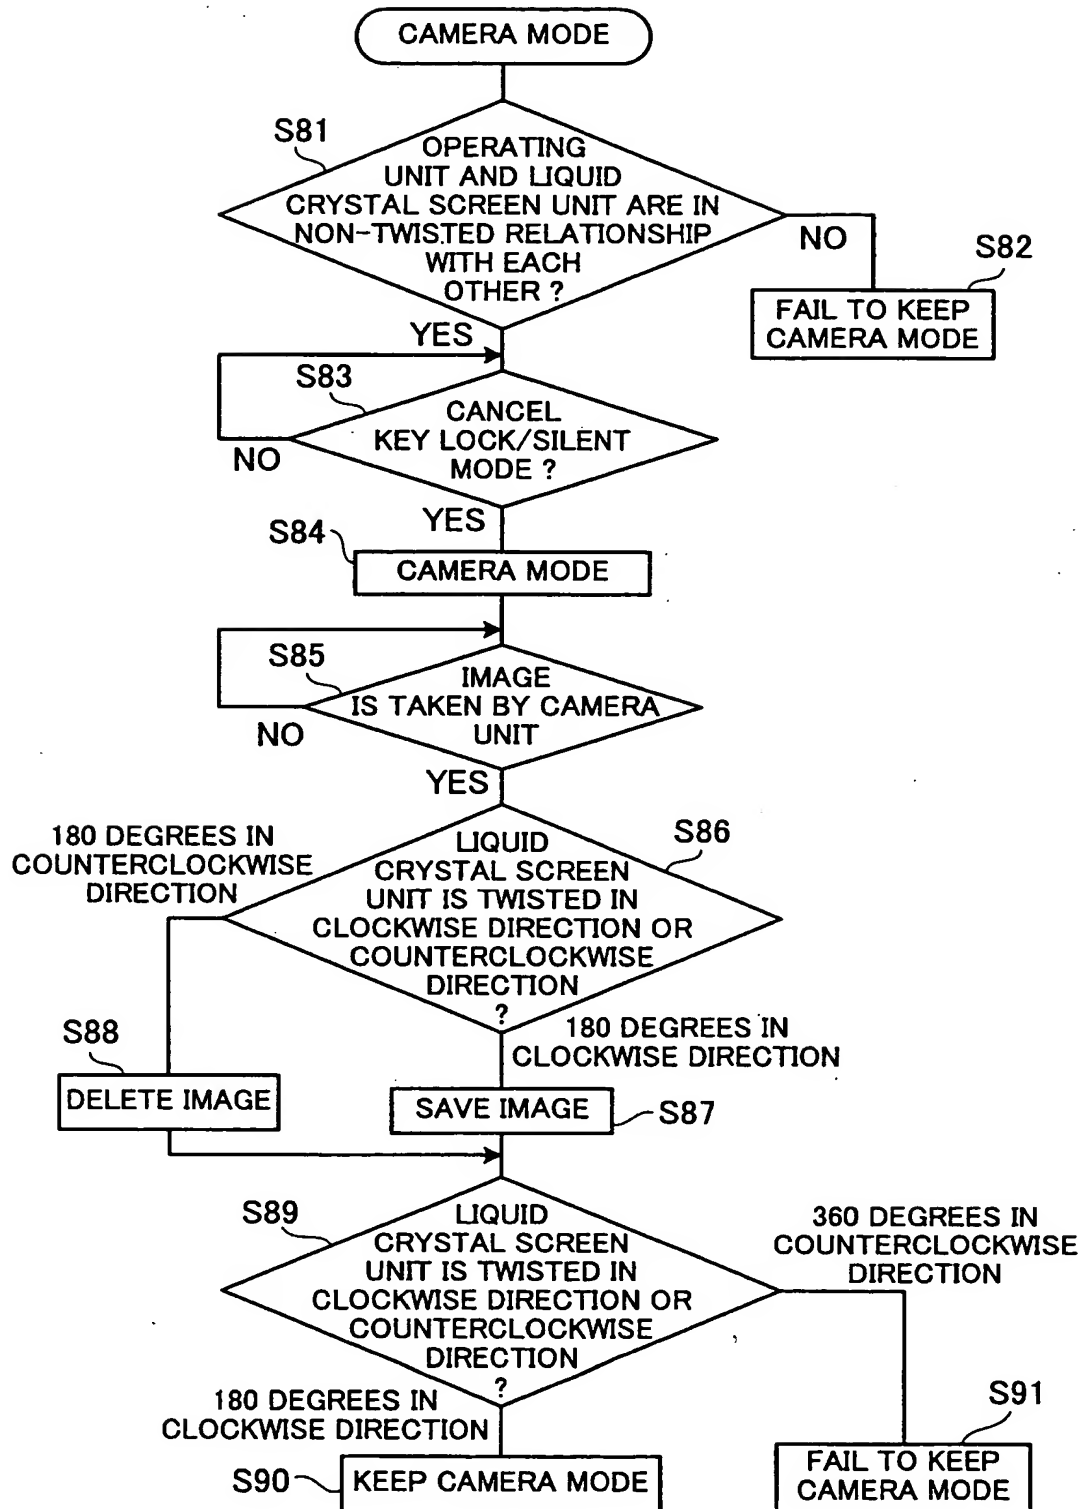 CAMERA MODE
S81
OPERATING
UNIT AND LIQUID
CRYSTAL SCREEN UNIT ARE IN
NON-TWISTED RELATIONSHIP
WITH EACH
OTHER ?
NO
S82
FAIL TO KEEP
CAMERA MODE
YES
S83
CANCEL
KEY LOCK/SILENT
MODE ?
NO
YES
S84
CAMERA MODE
S85
IMAGE
IS TAKEN BY CAMERA
UNIT
NO
YES
180 DEGREES IN
COUNTERCLOCKWISE
DIRECTION
S86
LIQUID
CRYSTAL SCREEN
UNIT IS TWISTED IN
CLOCKWISE DIRECTION OR
COUNTERCLOCKWISE
DIRECTION
?
180 DEGREES IN
CLOCKWISE DIRECTION
S88
DELETE IMAGE
SAVE IMAGE
S87
S89
LIQUID
CRYSTAL SCREEN
UNIT IS TWISTED IN
CLOCKWISE DIRECTION OR
COUNTERCLOCKWISE
DIRECTION
?
360 DEGREES IN
COUNTERCLOCKWISE
DIRECTION
180 DEGREES IN
CLOCKWISE DIRECTION
S90
KEEP CAMERA MODE
S91
FAIL TO KEEP
CAMERA MODE